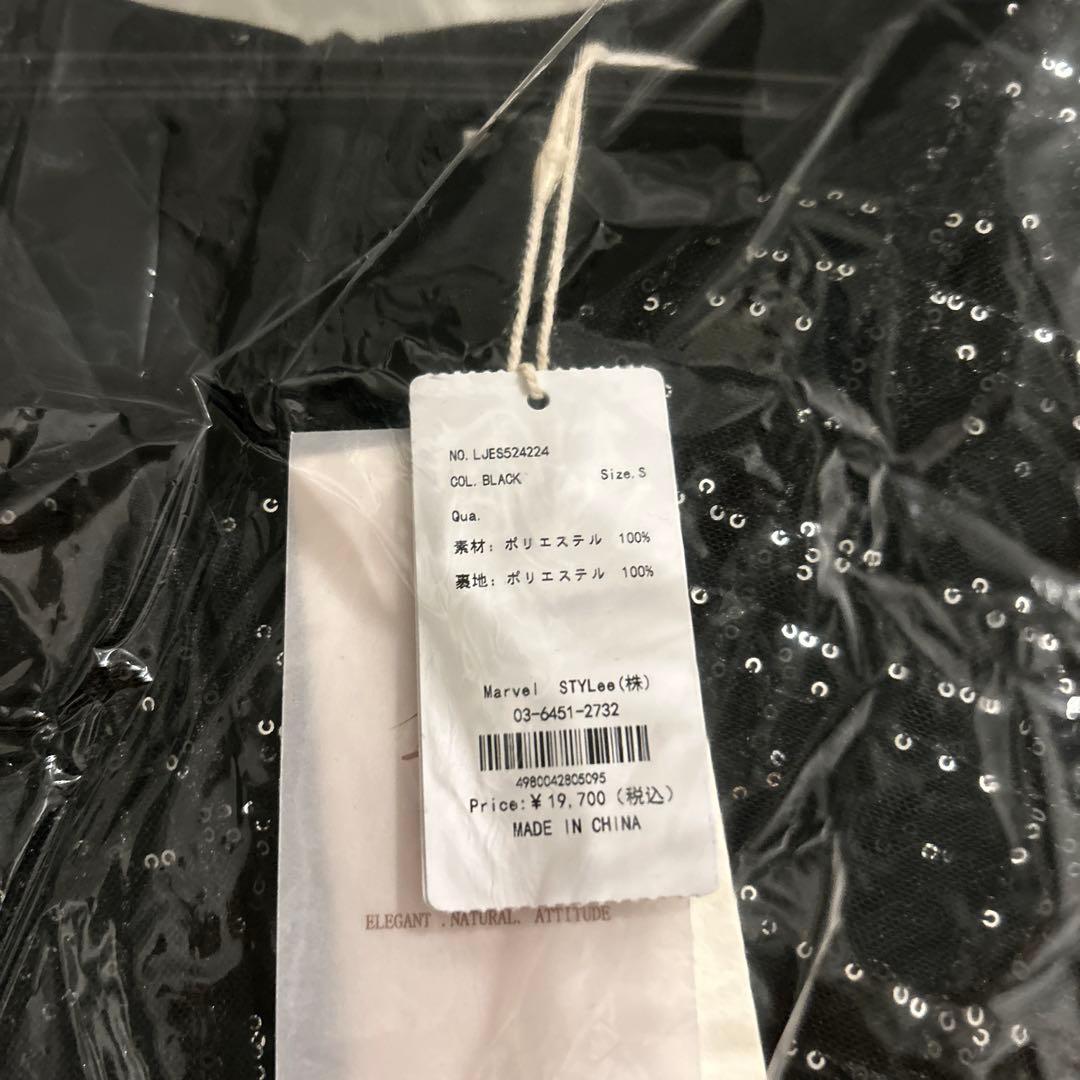 NO. LJES524224
COL. BLACK Size. S
Qua.
素材: ポリエステル 100%
裏地: ポリエステル 100%
Marvel STYLee(株)
03-6451-2732
4980042805095
Price:¥19,700(税込)
MADE IN CHINA
ELEGANT .NATURAL. ATTITUDE